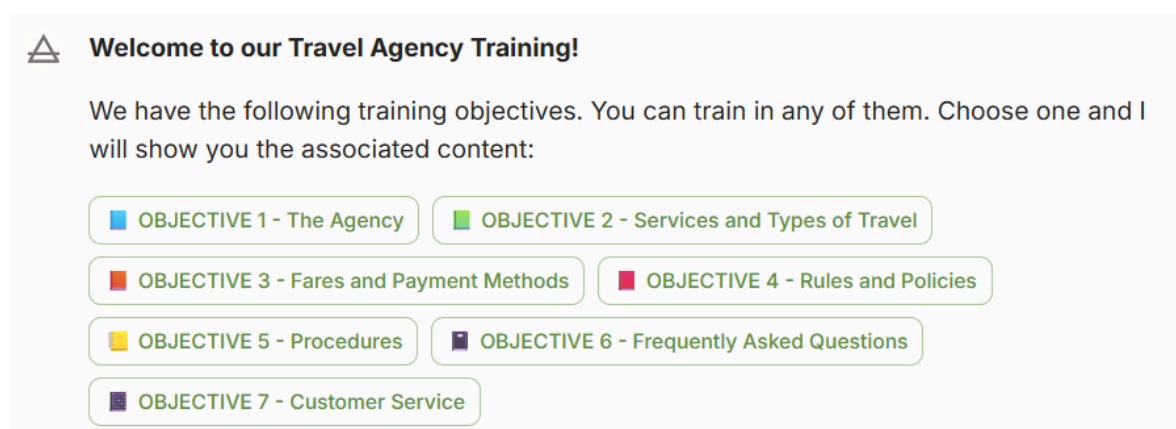 Welcome to our Travel Agency Training!
We have the following training objectives. You can train in any of them. Choose one and I
will show you the associated content:
OBJECTIVE 1 - The Agency
OBJECTIVE 2 - Services and Types of Travel
OBJECTIVE 3 - Fares and Payment Methods
OBJECTIVE 4 - Rules and Policies
OBJECTIVE 5 - Procedures
OBJECTIVE 6 - Frequently Asked Questions
OBJECTIVE 7 - Customer Service